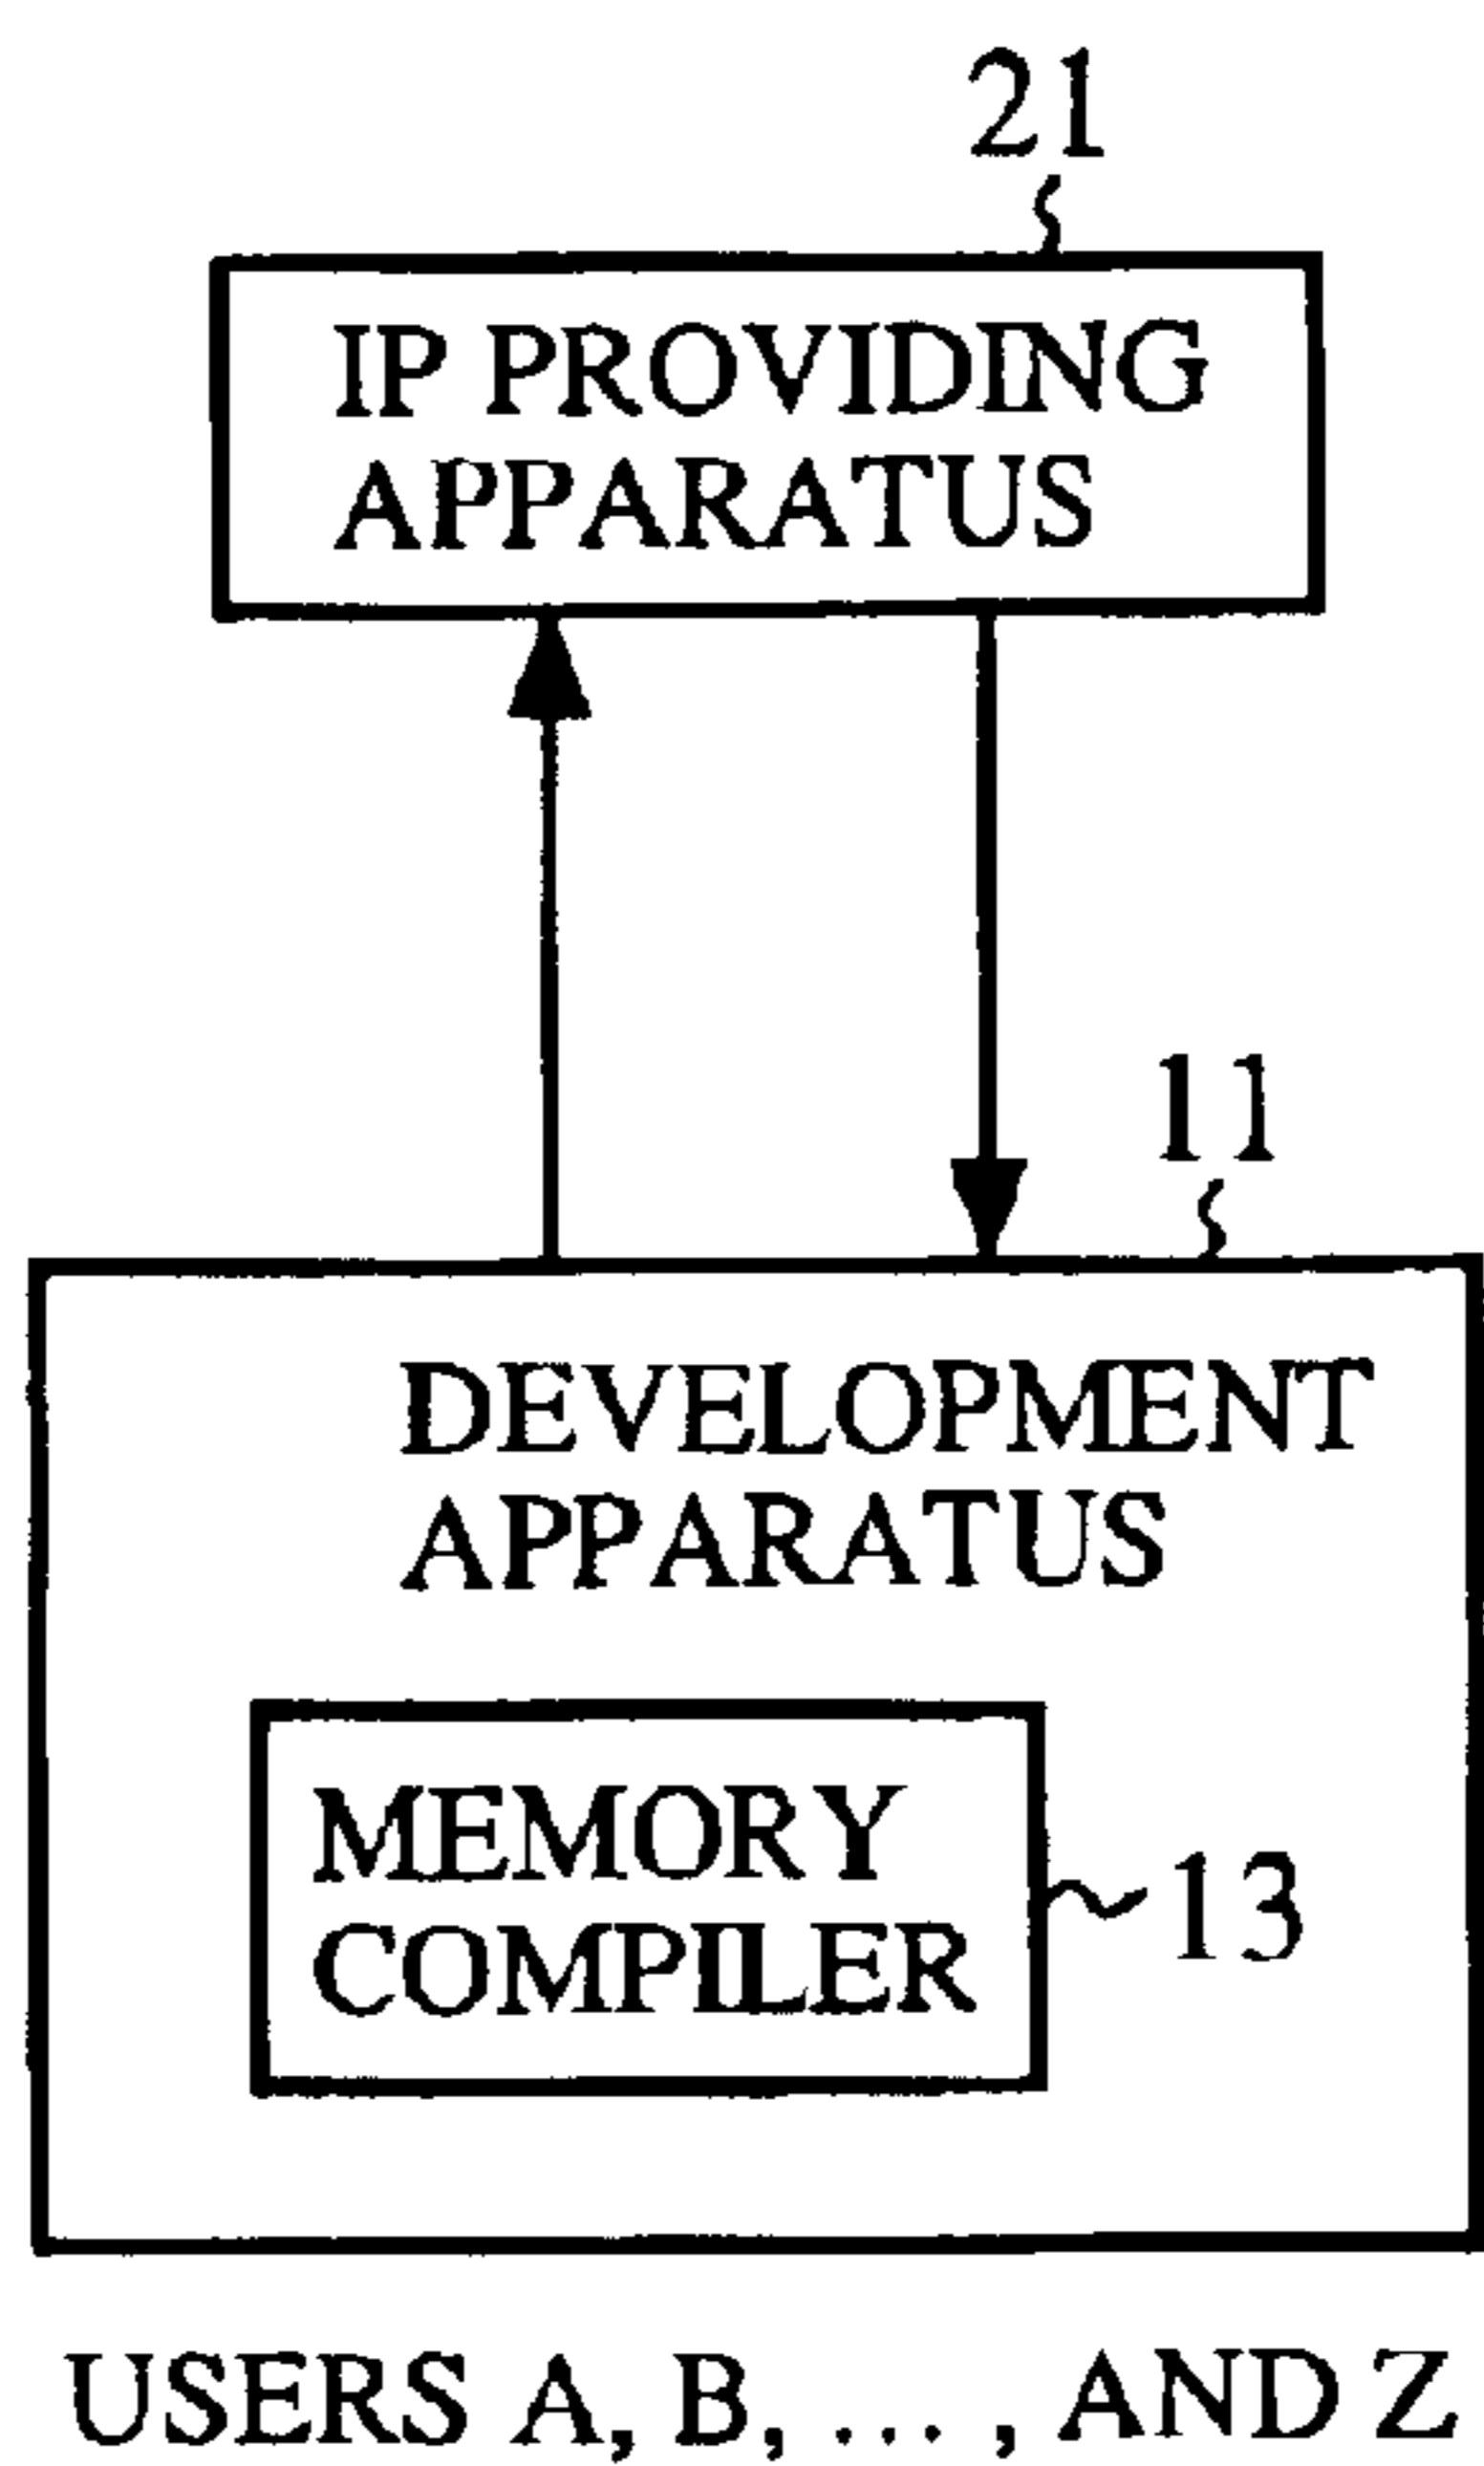 21
IP PROVIDING
APPARATUS
11
DEVELOPMENT
APPARATUS
MEMORY
COMPILER
13
USERS A, B, . . . , AND Z